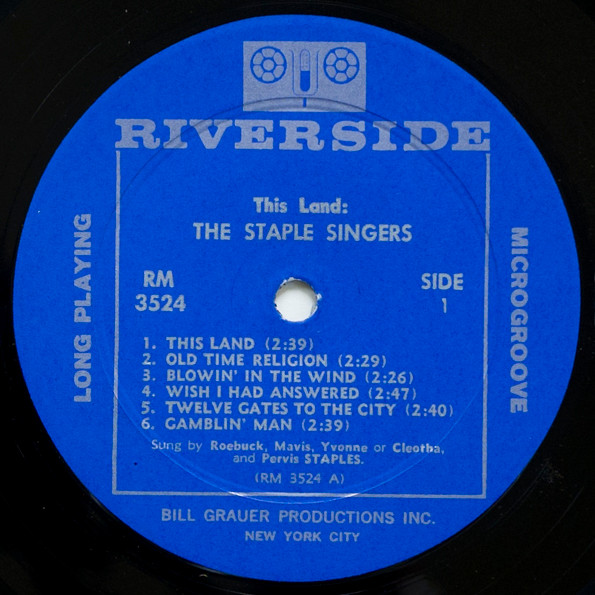 RIVERSIDE
This Land:
THE STAPLE SINGERS
RM
3524
SIDE
1
LONG PLAYING
MICROGROOVE
1. THIS LAND (2:39)
2. OLD TIME RELIGION (2:29)
3. BLOWIN' IN THE WIND (2:26)
4. WISH I HAD ANSWERED (2:47)
5. TWELVE GATES TO THE CITY (2:40)
6. GAMBLIN' MAN (2:39)
Sung by Roebuck, Mavis, Yvonne or Cleotha,
and Pervis STAPLES.
(RM 3524 A)
BILL GRAUER PRODUCTIONS INC.
NEW YORK CITY